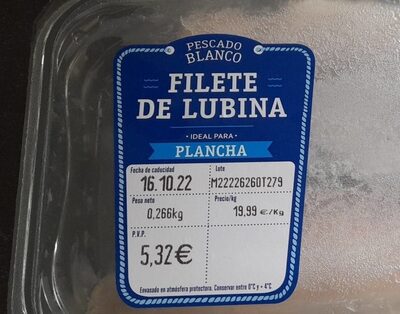 PESCADO
BLANCO
FILETE
DE LUBINA
· IDEAL PARA ·
PLANCHA
Fecha de caducidad
Lote
16.10.22
M22226260T279
Peso neto
Precio/kg
0,266kg
19,99 €/Kg
P.V.P.
5,32€
Envasado en atmósfera protectora. Conservar entre 0°C y + 4°C